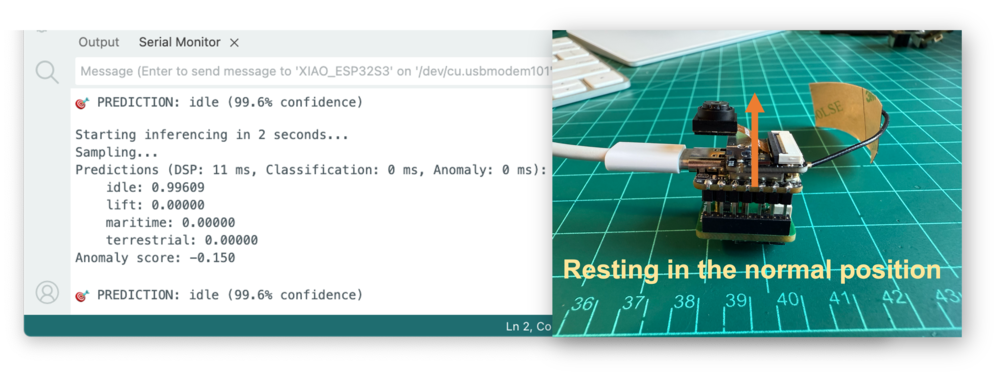 Output Serial Monitor
Message (Enter to send message to 'XIAO_ESP32S3' on '/dev/cu.usbmodem101'
🎯 PREDICTION: idle (99.6% confidence)
Starting inferencing in 2 seconds...
Sampling...
Predictions (DSP: 11 ms, Classification: 0 ms, Anomaly: 0 ms):
idle: 0.99609
lift: 0.00000
maritime: 0.00000
terrestrial: 0.00000
Anomaly score: -0.150
🎯 PREDICTION: idle (99.6% confidence)
Ln 2, Co
Resting in the normal position
36 37 38 39 40 41 42 43